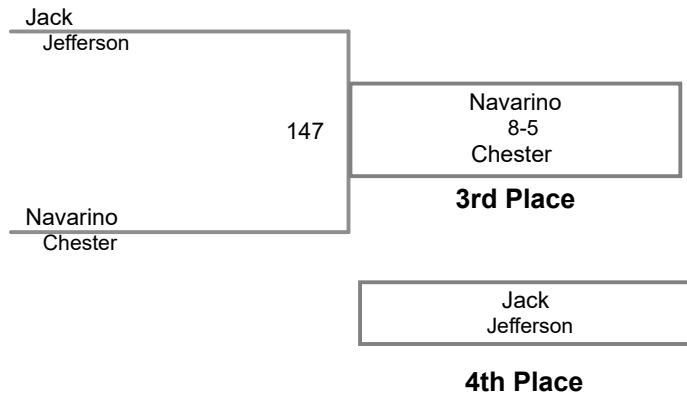 Jack
Jefferson
147
Navarino
8-5
Chester
3rd Place
Navarino
Chester
Jack
Jefferson
4th Place